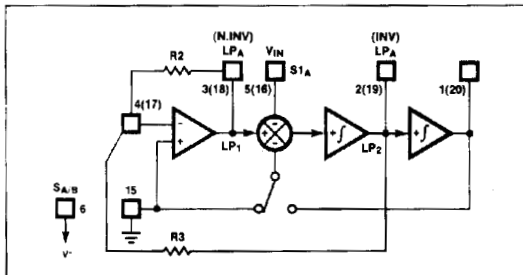 (N.INV)
LPA
VIN
(INV)
LPA
R2
3(18)
5(16)
S1A
2(19)
1(20)
4(17)
-
+
LP1
+
-
-
+∫
LP2
+∫
SA/B
6
V-
15
R3